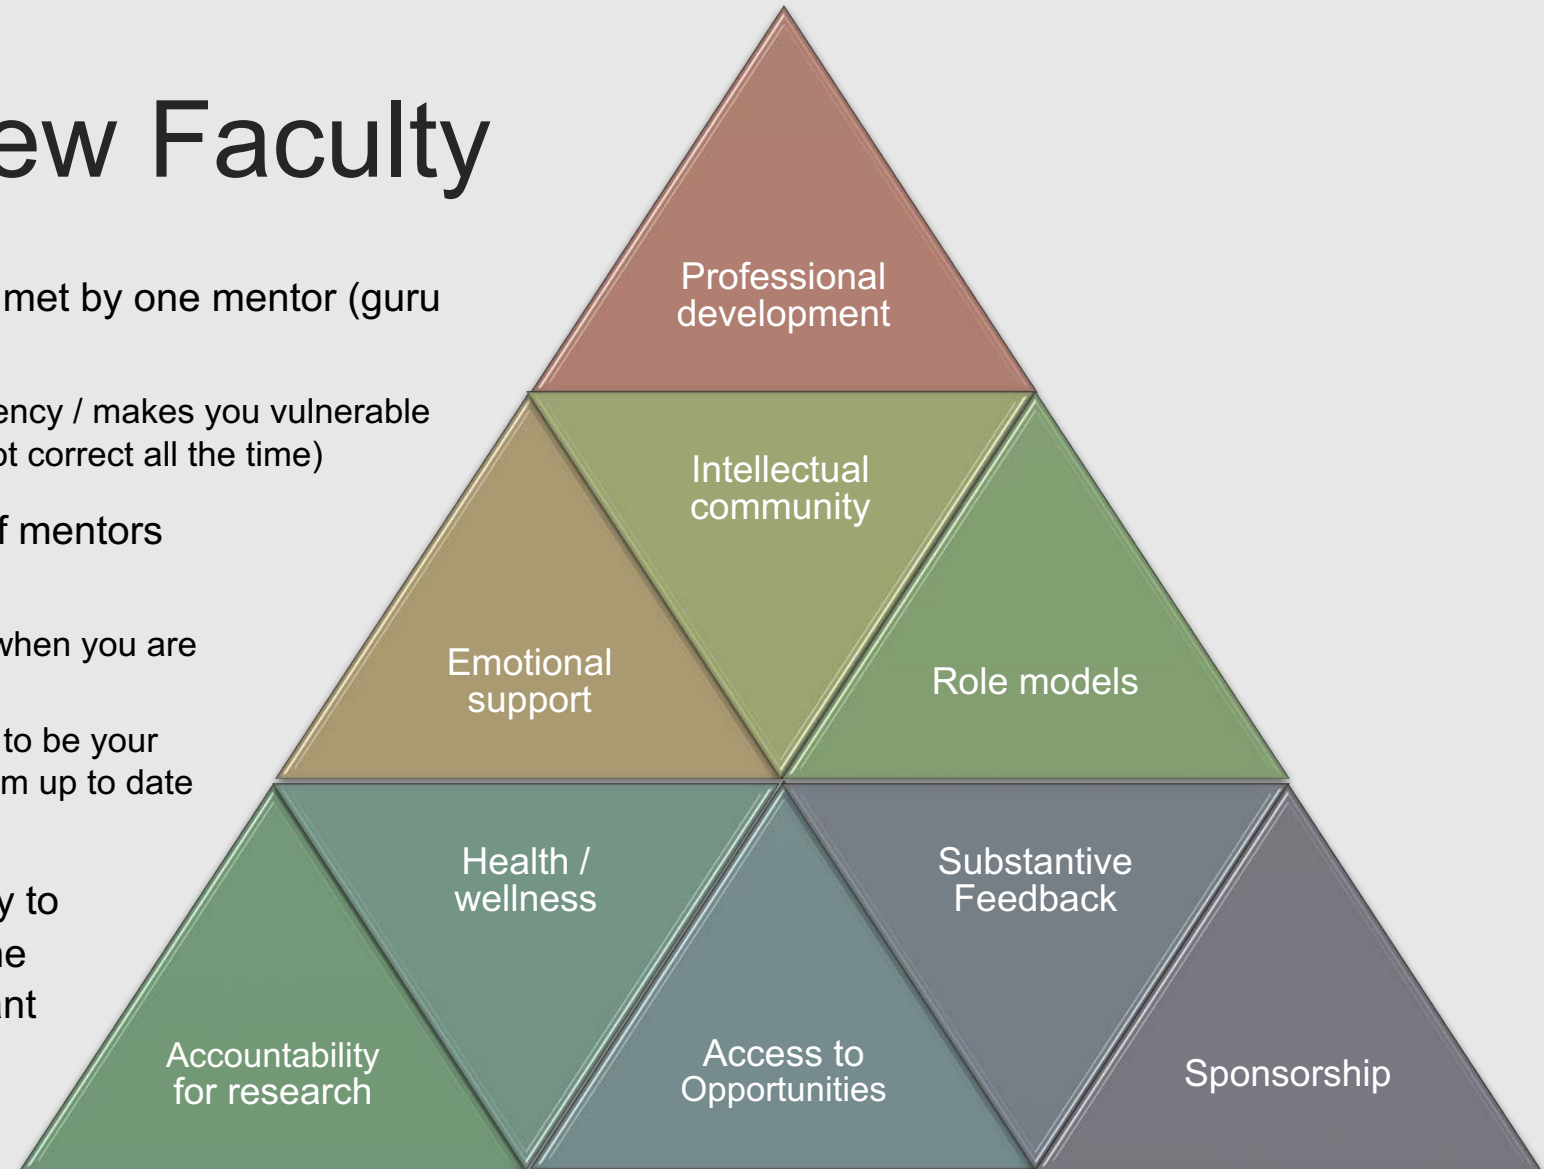 ew Faculty
met by one mentor (guru
ency / makes you vulnerable
ot correct all the time)
f mentors
when you are
to be your
m up to date
y to
ne
ant
Professional
development
Intellectual
community
Emotional
support
Role models
Health /
wellness
Substantive
Feedback
Accountability
for research
Access to
Opportunities
Sponsorship